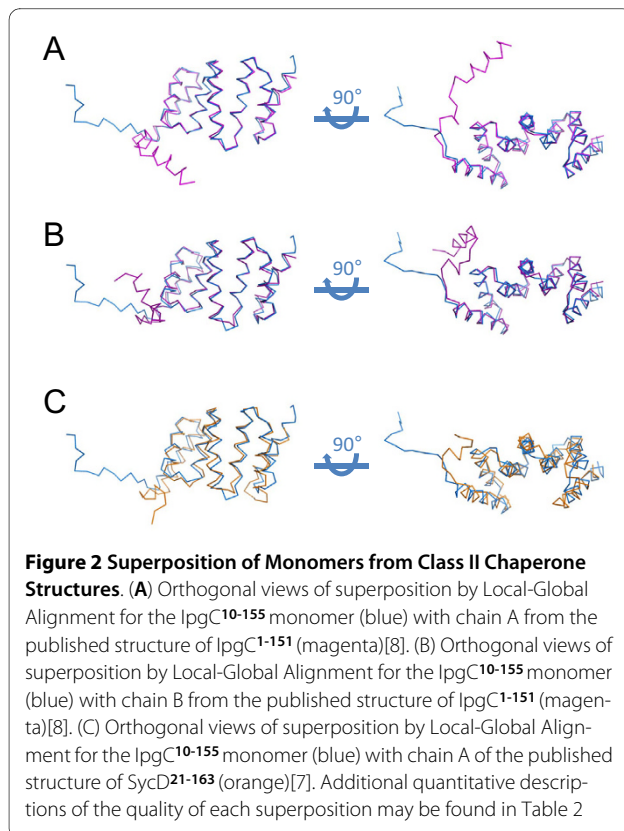 A
90°
B
90°
C
90°
Figure 2 Superposition of Monomers from Class II Chaperone
Structures. (A) Orthogonal views of superposition by Local-Global
Alignment for the IpgC10-155 monomer (blue) with chain A from the
published structure of IpgC1-151 (magenta)[8]. (B) Orthogonal views of
superposition by Local-Global Alignment for the IpgC10-155 monomer
(blue) with chain B from the published structure of IpgC1-151 (magen-
ta)[8]. (C) Orthogonal views of superposition by Local-Global Align-
ment for the IpgC10-155 monomer (blue) with chain A of the published
structure of SycD21-163 (orange)[7]. Additional quantitative descrip-
tions of the quality of each superposition may be found in Table 2